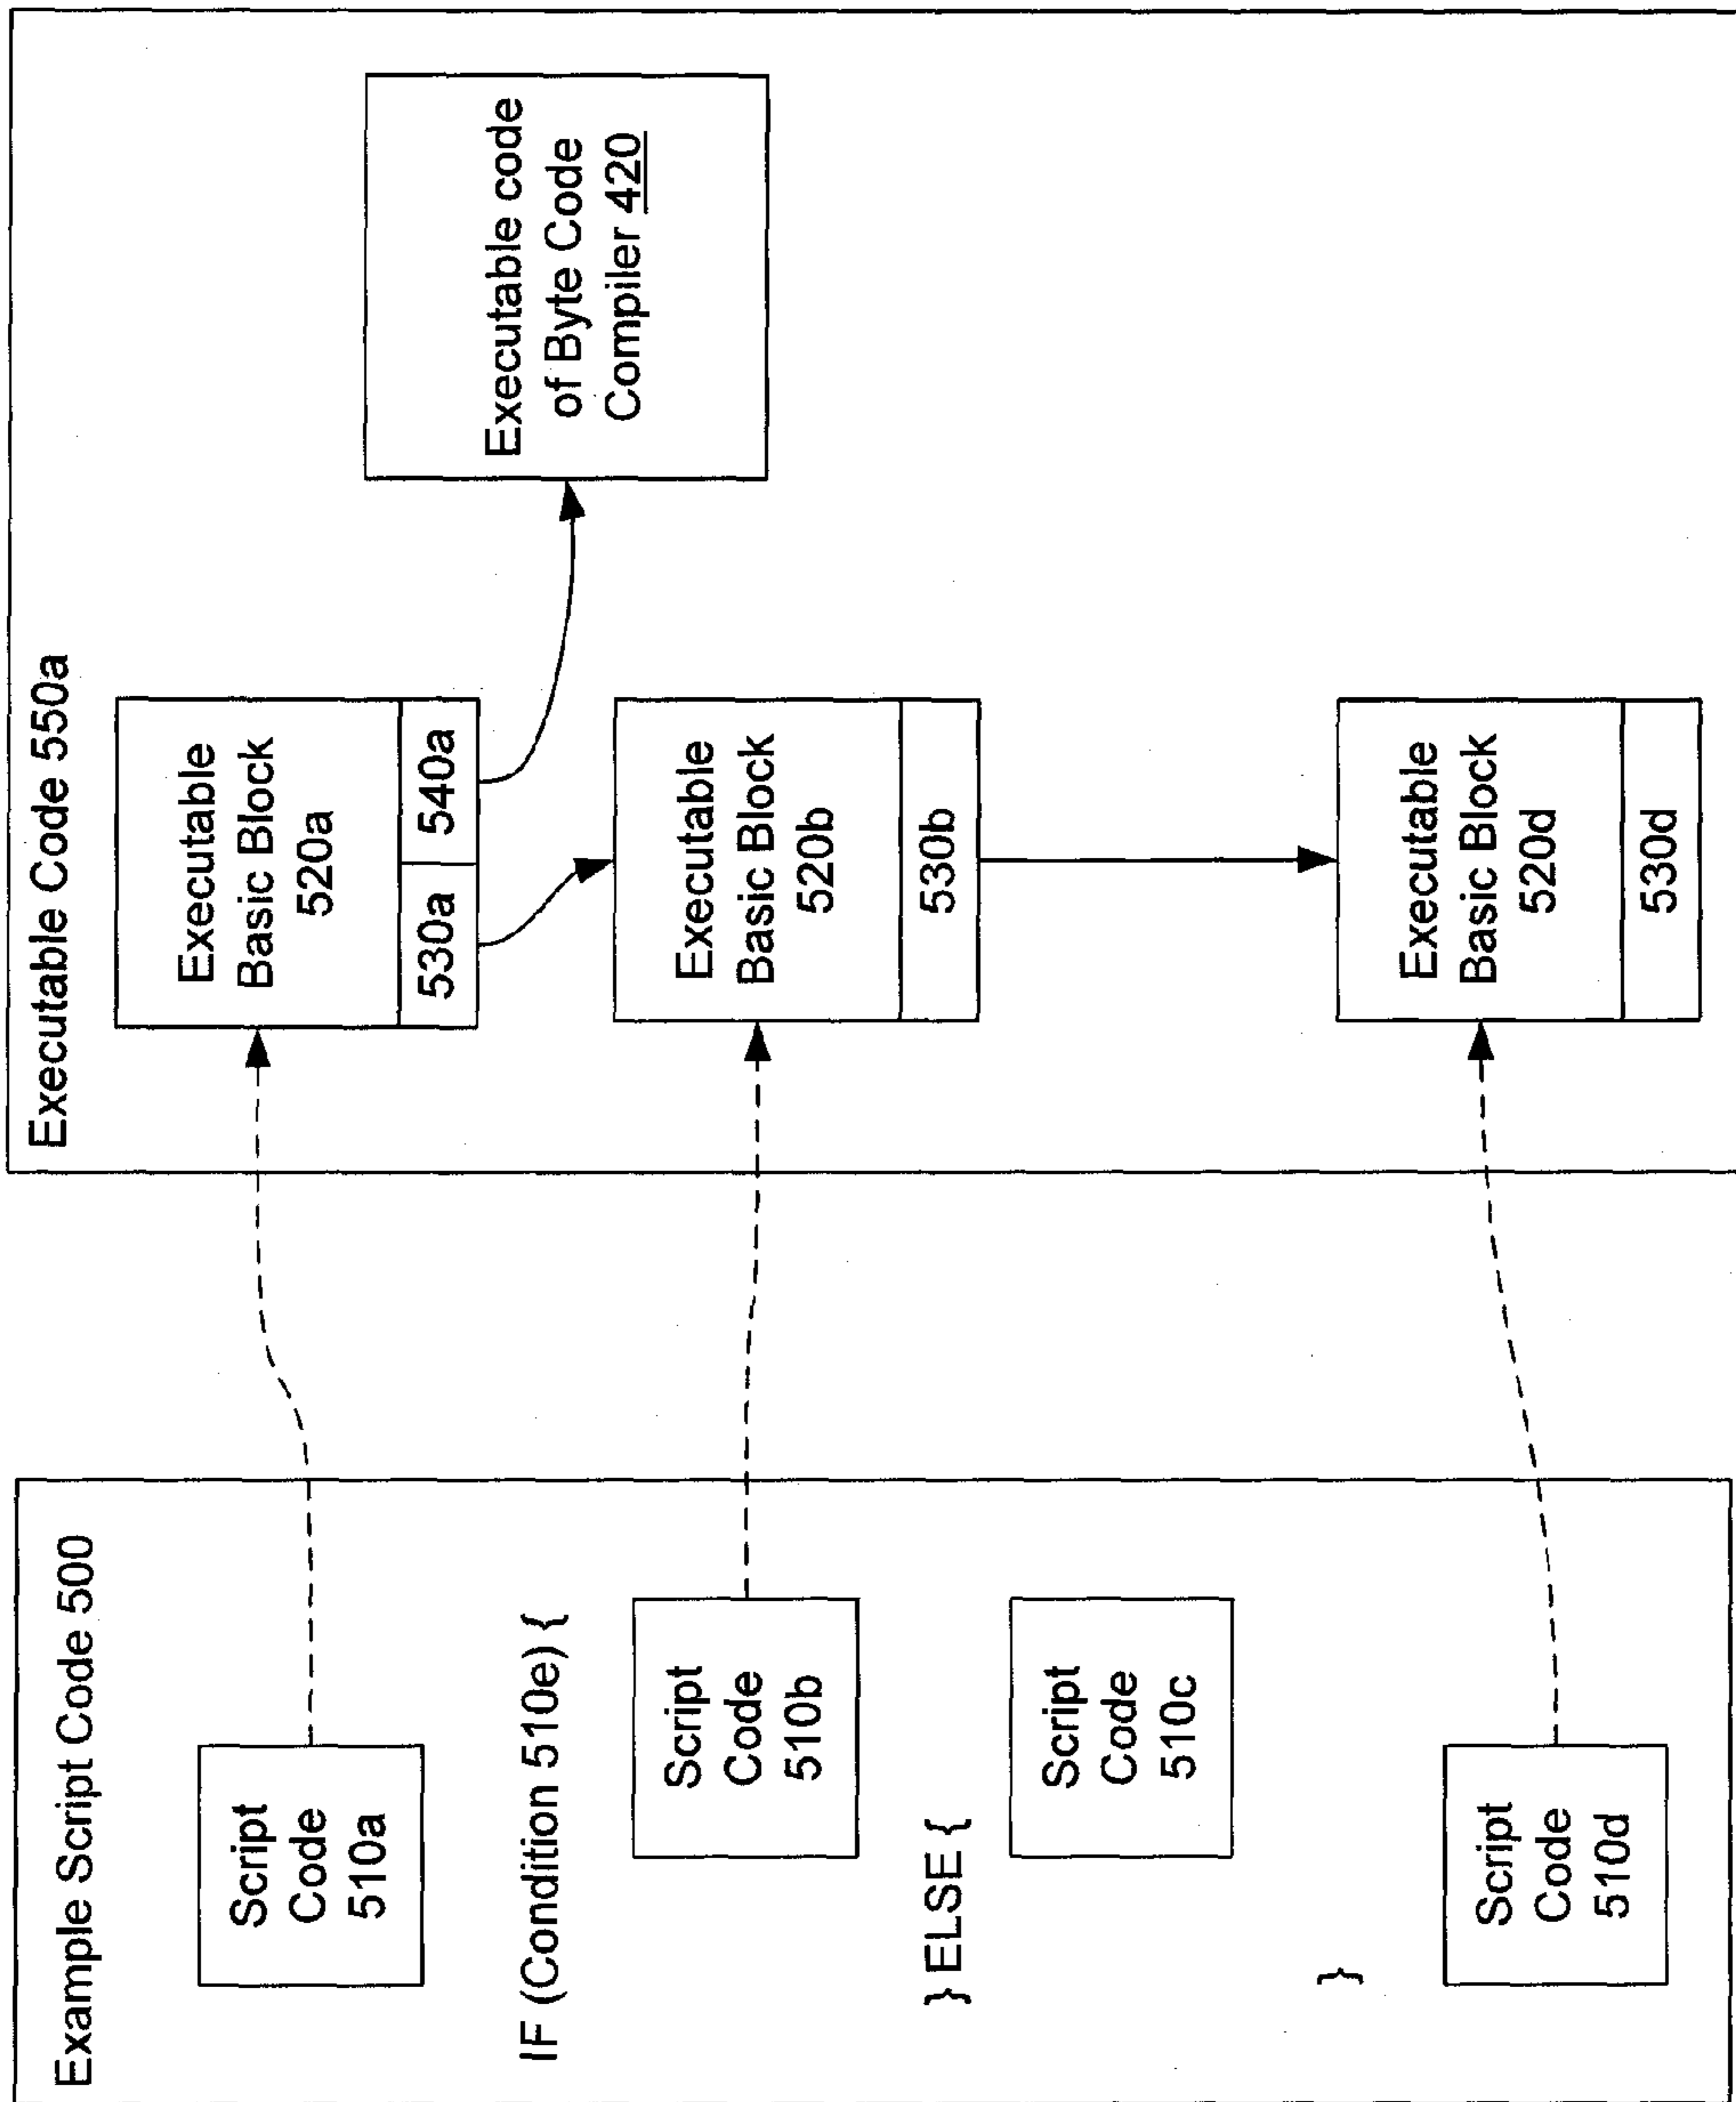 Example Script Code 500
Script
Code
510a
IF (Condition 510e) {
Script
Code
510b
} ELSE {
Script
Code
510c
}
Script
Code
510d
Executable Code 550a
Executable
Basic Block
520a
530a 540a
Executable code
of Byte Code
Compiler 420
Executable
Basic Block
520b
530b
Executable
Basic Block
520d
530d